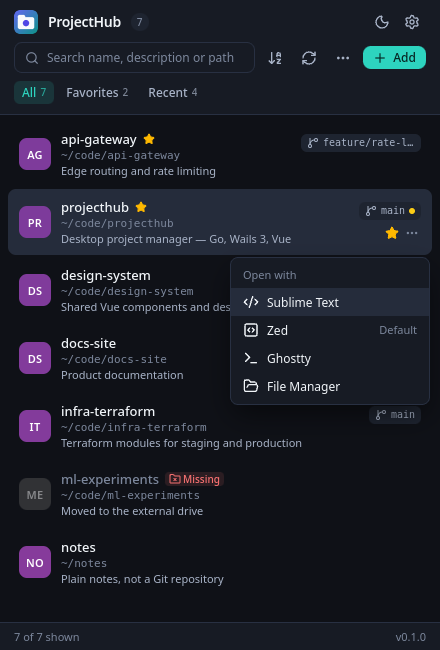 ProjectHub 7
Search name, description or path
Add
All 7 Favorites 2 Recent 4
AG
api-gateway
feature/rate-l…
~/code/api-gateway
Edge routing and rate limiting
PR
projecthub
main
~/code/projecthub
Desktop project manager — Go, Wails 3, Vue
Open with
Sublime Text
Zed Default
Ghostty
File Manager
DS
design-system
~/code/design-system
Shared Vue components and des
DS
docs-site
~/code/docs-site
Product documentation
IT
infra-terraform
main
~/code/infra-terraform
Terraform modules for staging and production
ME
ml-experiments Missing
~/code/ml-experiments
Moved to the external drive
NO
notes
~/notes
Plain notes, not a Git repository
7 of 7 shown v0.1.0